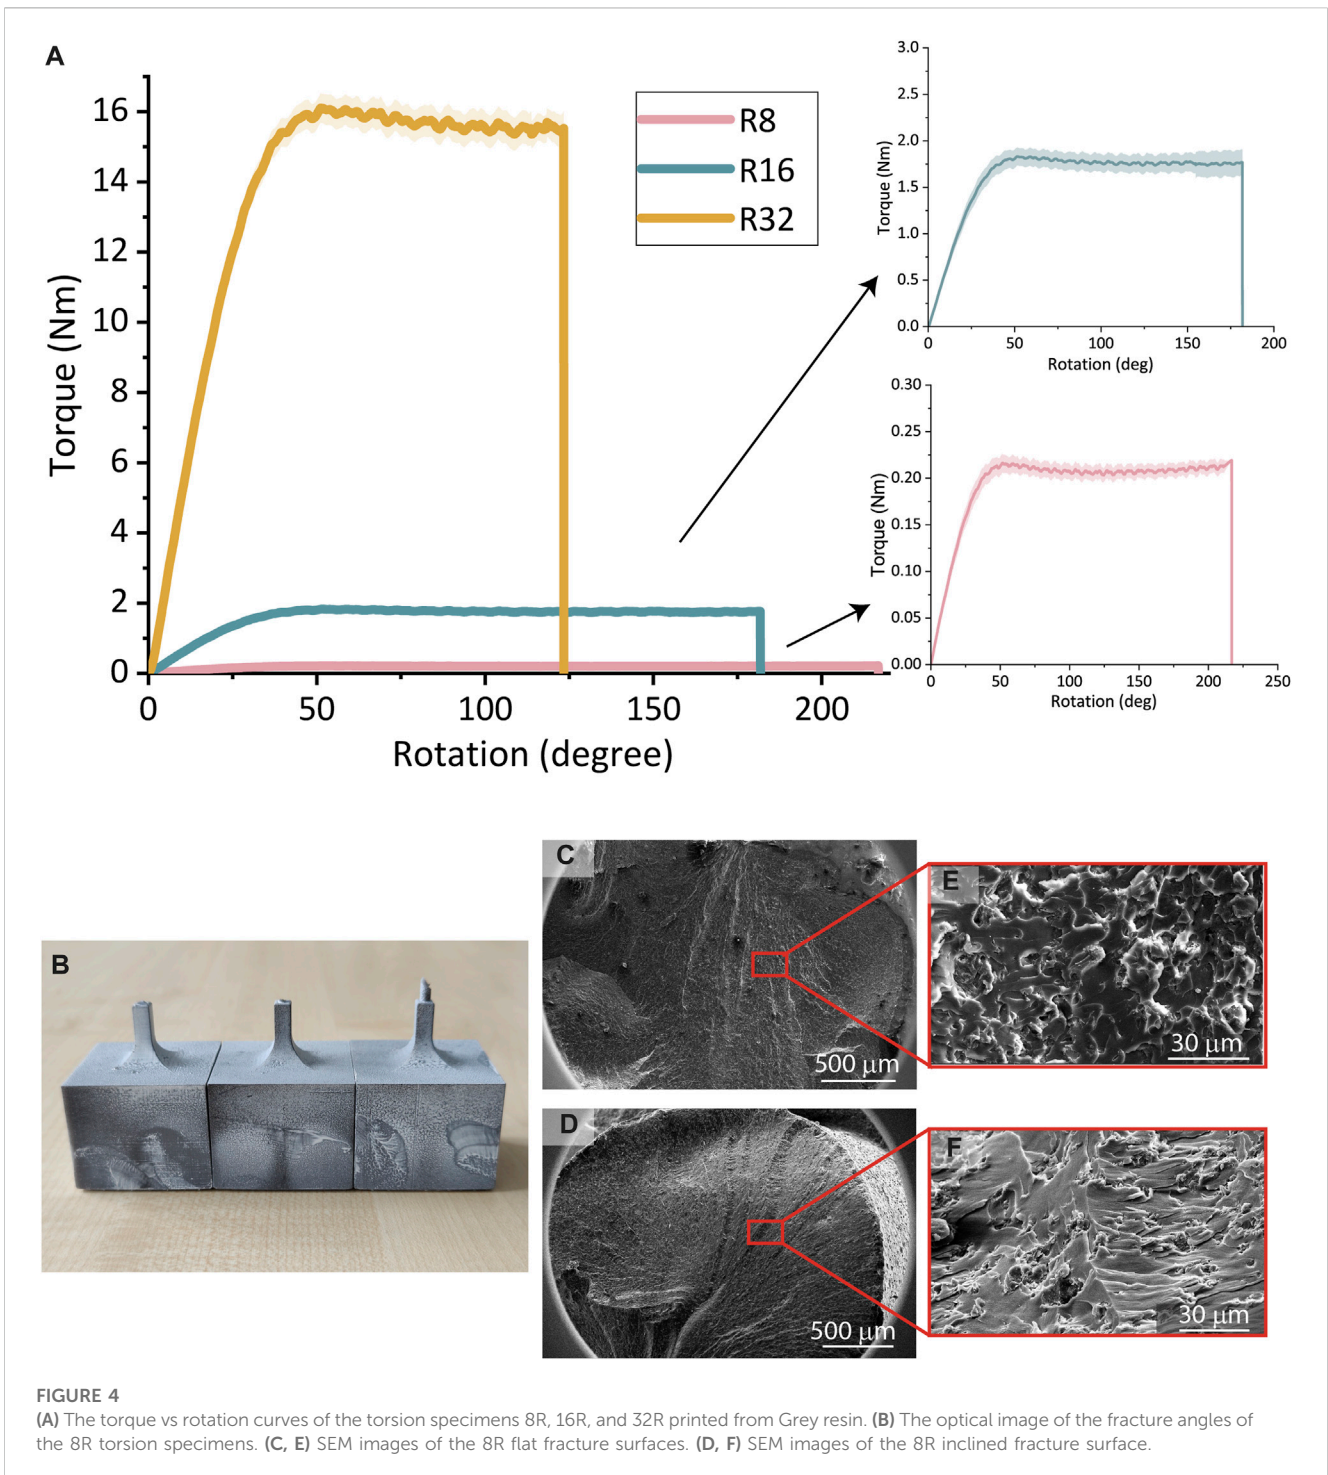 A
Torque (Nm)
16
14
12
10
8
6
4
2
0
0 50 100 150 200
Rotation (degree)
R8
R16
R32
Torque (Nm)
3.0
2.5
2.0
1.5
1.0
0.5
0.0
0 50 100 150 200
Rotation (deg)
Torque (Nm)
0.30
0.25
0.20
0.15
0.10
0.05
0.00
0 50 100 150 200 250
Rotation (deg)
B
C
500 μm
E
30 μm
D
500 μm
F
30 μm
FIGURE 4
(A) The torque vs rotation curves of the torsion specimens 8R, 16R, and 32R printed from Grey resin. (B) The optical image of the fracture angles of
the 8R torsion specimens. (C, E) SEM images of the 8R flat fracture surfaces. (D, F) SEM images of the 8R inclined fracture surface.